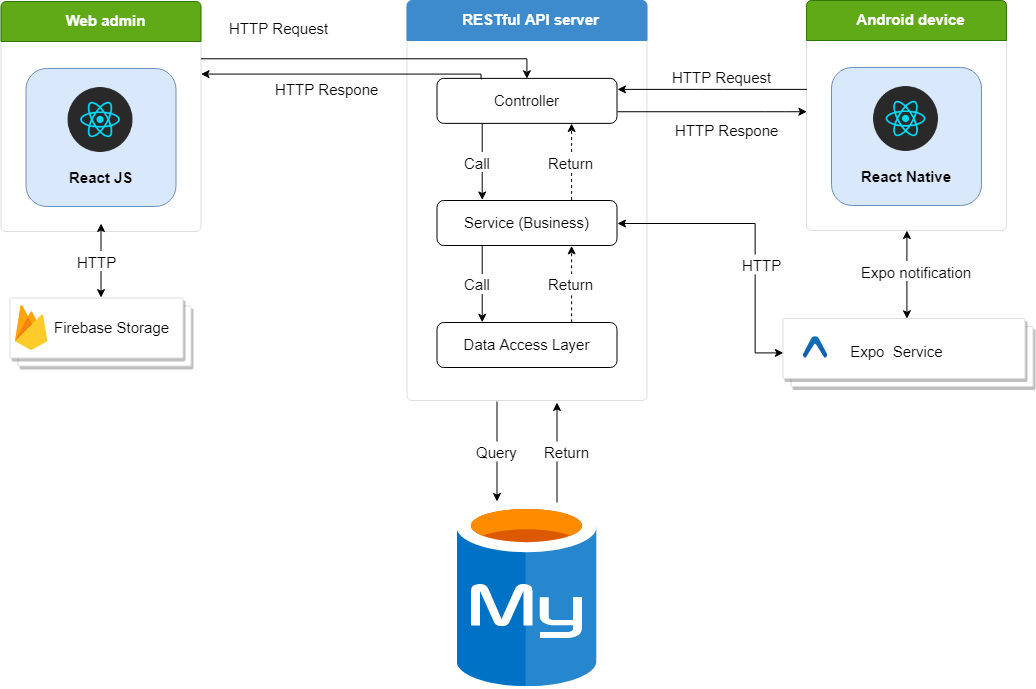 Web admin
RESTful API server
Android device
HTTP Request
HTTP Respone
HTTP Request
HTTP Respone
Controller
React JS
React Native
Call
Return
Service (Business)
HTTP
HTTP
Expo notification
Call
Return
Firebase Storage
Data Access Layer
Expo  Service
Query
Return
My